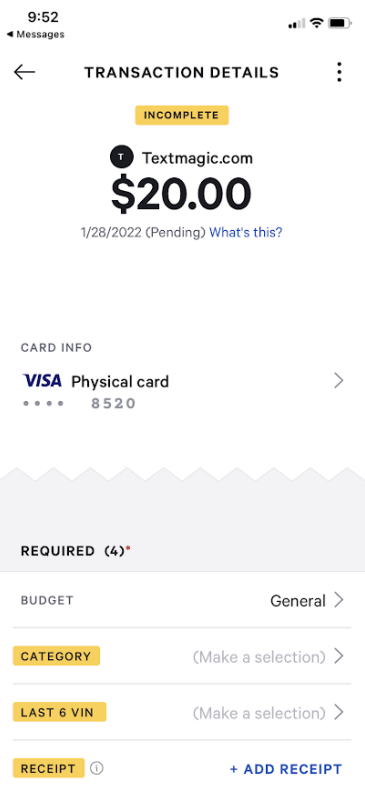 9:52
◀ Messages
TRANSACTION DETAILS
INCOMPLETE
T Textmagic.com
$20.00
1/28/2022 (Pending) What's this?
CARD INFO
VISA Physical card
•••• 8520
REQUIRED (4)*
BUDGET General
CATEGORY (Make a selection)
LAST 6 VIN (Make a selection)
RECEIPT + ADD RECEIPT